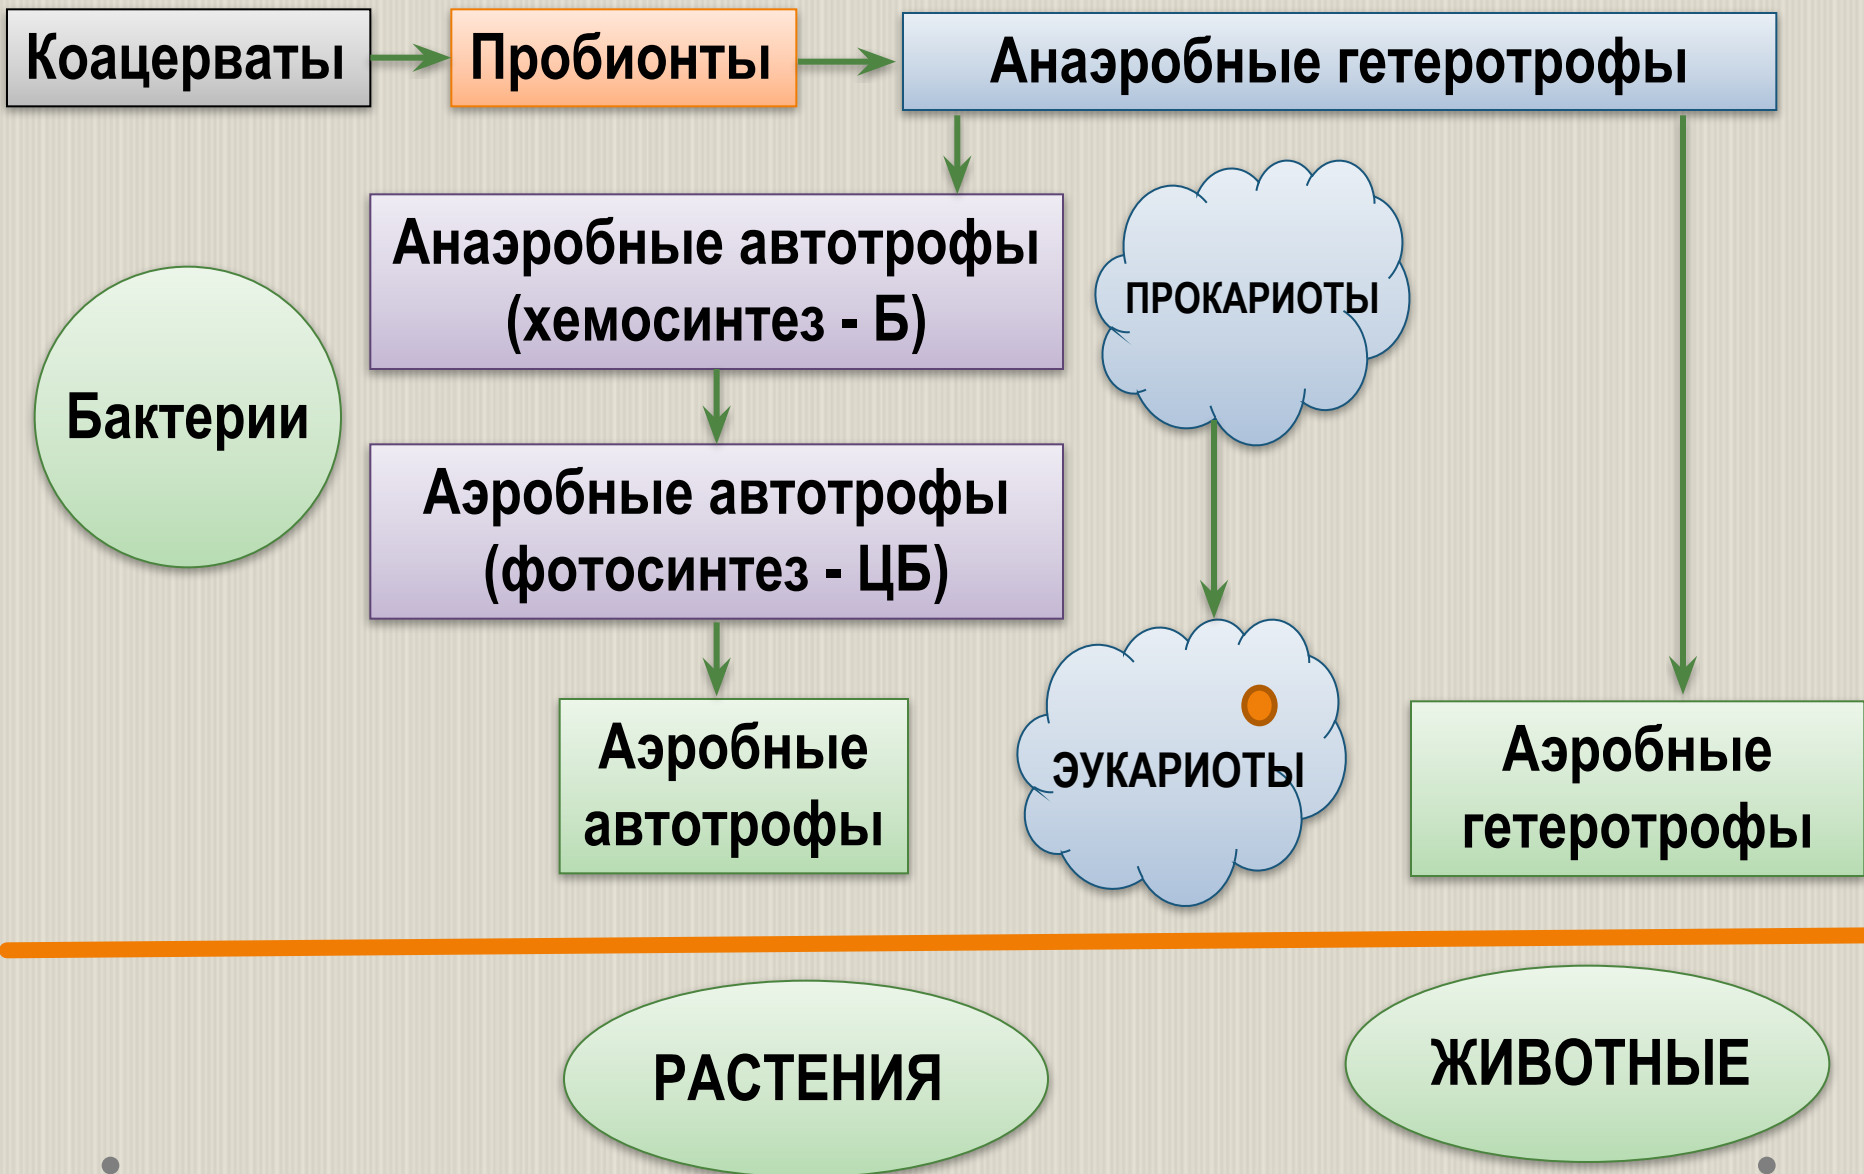 Коацерваты
Пробионты
Анаэробные гетеротрофы
Анаэробные автотрофы
(хемосинтез - Б)
ПРОКАРИОТЫ
Бактерии
Аэробные автотрофы
(фотосинтез - ЦБ)
Аэробные
автотрофы
ЭУКАРИОТЫ
Аэробные
гетеротрофы
РАСТЕНИЯ
ЖИВОТНЫЕ